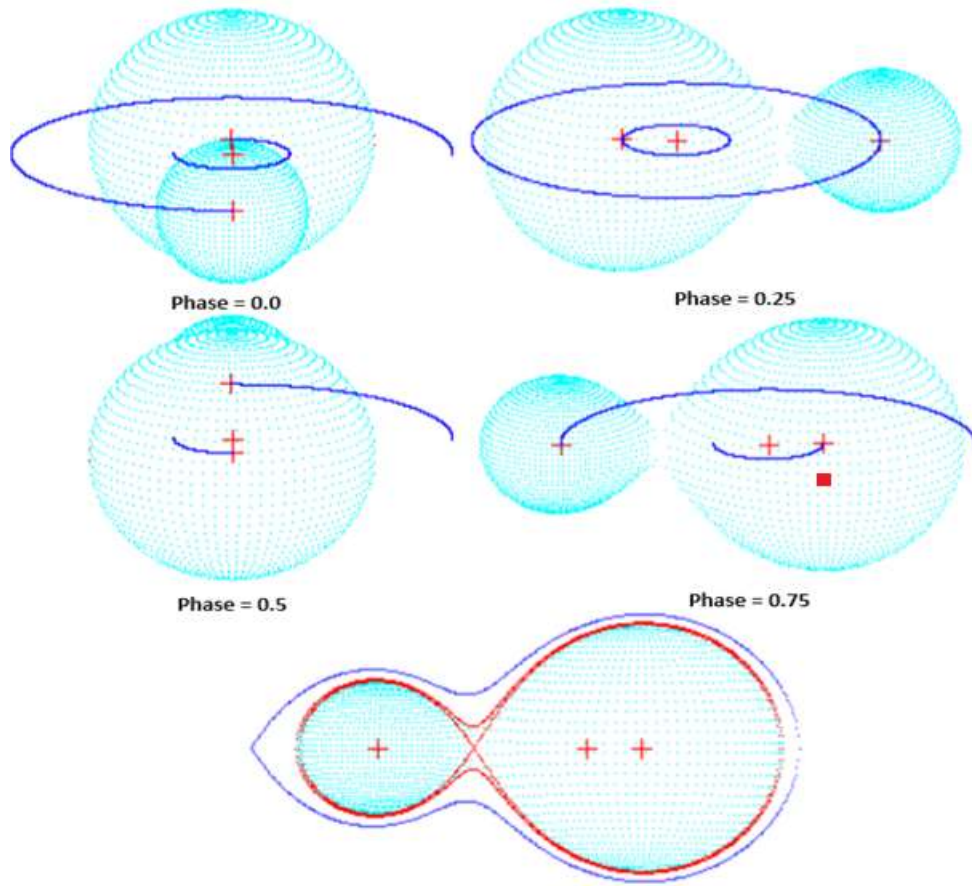 Phase = 0.0
Phase = 0.25
Phase = 0.5
Phase = 0.75